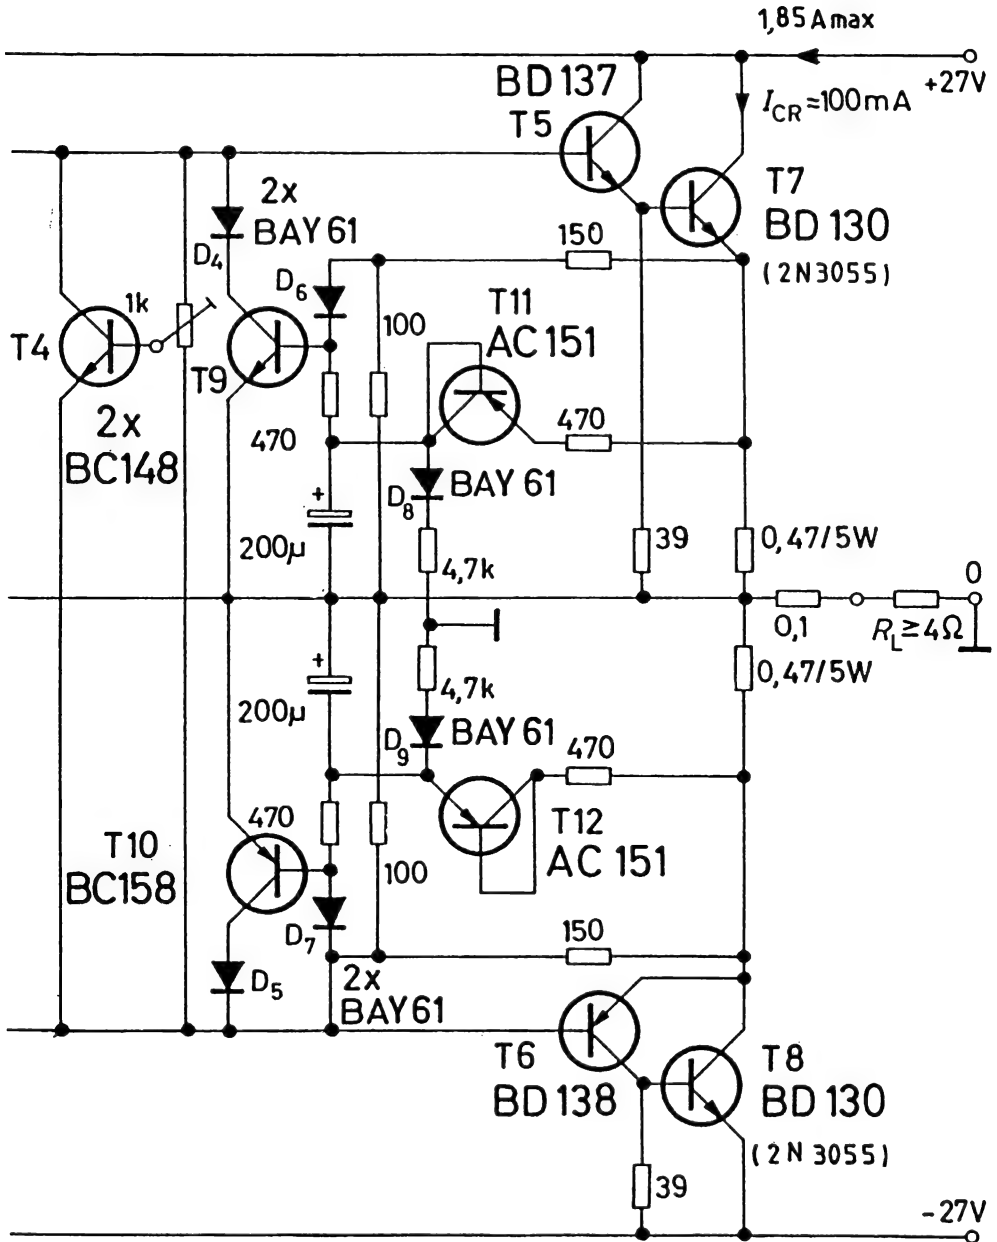 1,85 A max
+27V
BD 137
T5
I_CR=100mA
2x
BAY 61
D4
T7
BD 130
(2N3055)
150
D6
1k
T4
T9
100
T11
AC 151
2x
BC148
470
470
BAY 61
D8
+
200µ
4,7k
39
0,47/5W
0
0,1
R_L ≥ 4Ω
+
200µ
4,7k
0,47/5W
BAY 61
D9
470
T10
BC158
470
100
T12
AC 151
D7
150
D5
2x
BAY 61
T6
BD 138
T8
BD 130
(2N 3055)
39
-27V